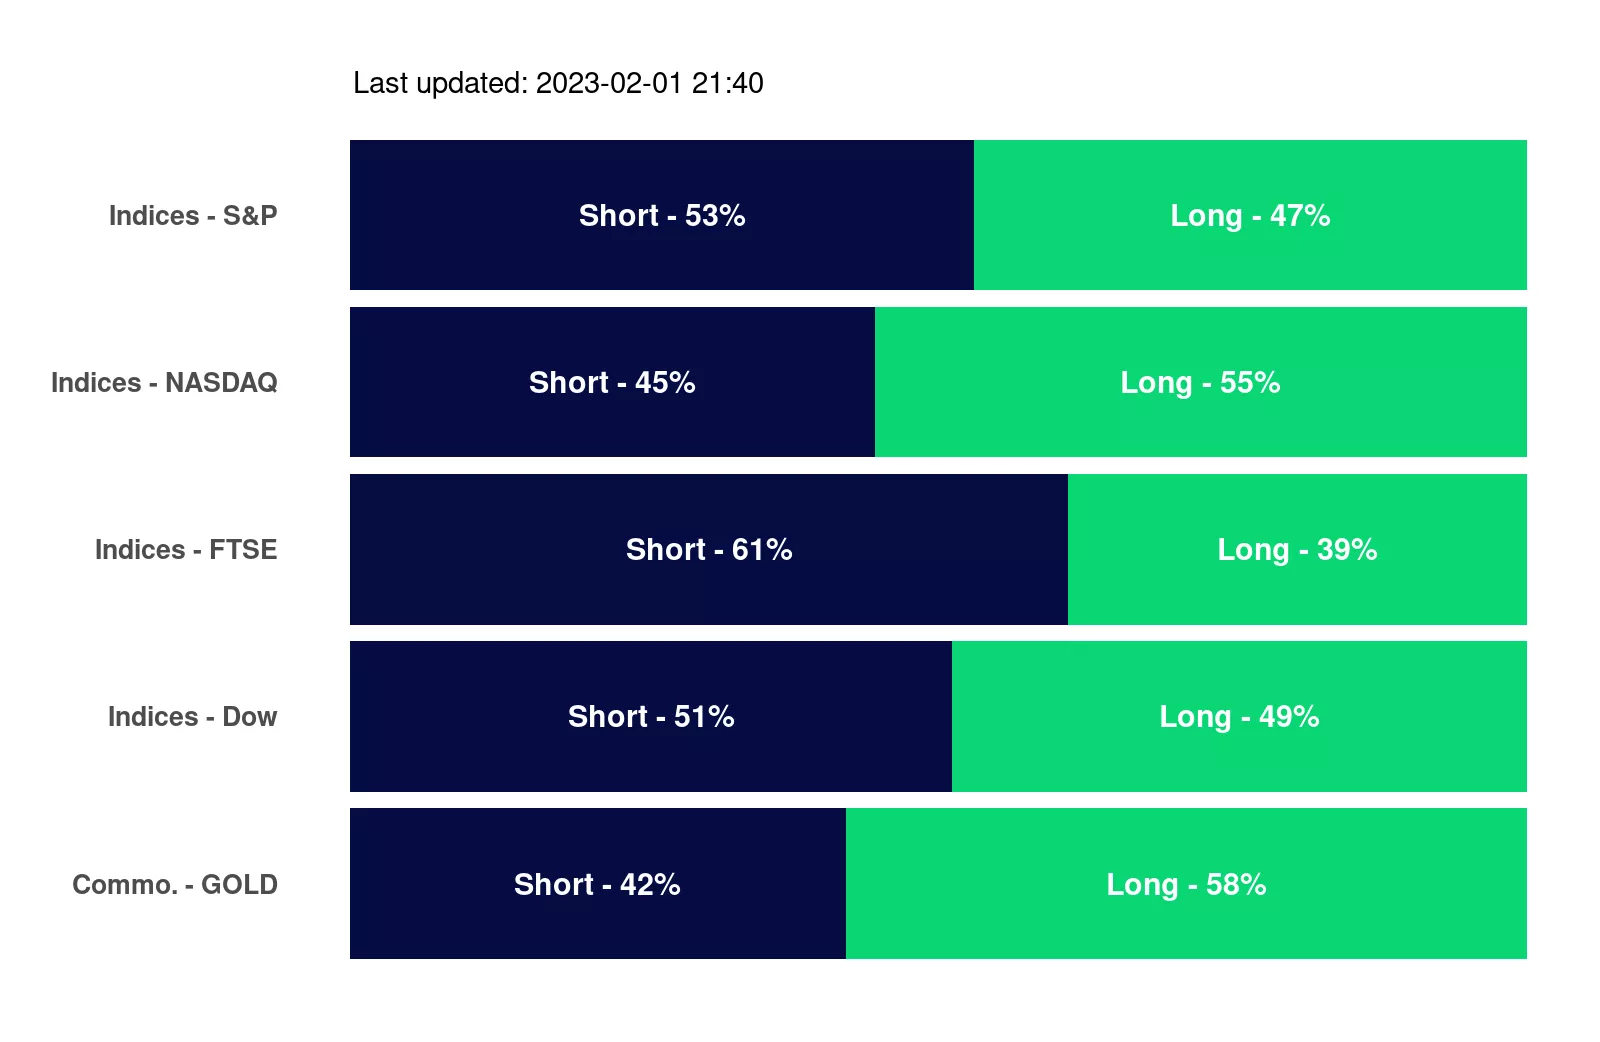 Last updated: 2023-02-01 21:40
Indices - S&P
Short - 53%
Long - 47%
Indices - NASDAQ
Short - 45%
Long - 55%
Indices - FTSE
Short - 61%
Long - 39%
Indices - Dow
Short - 51%
Long - 49%
Commo. - GOLD
Short - 42%
Long - 58%